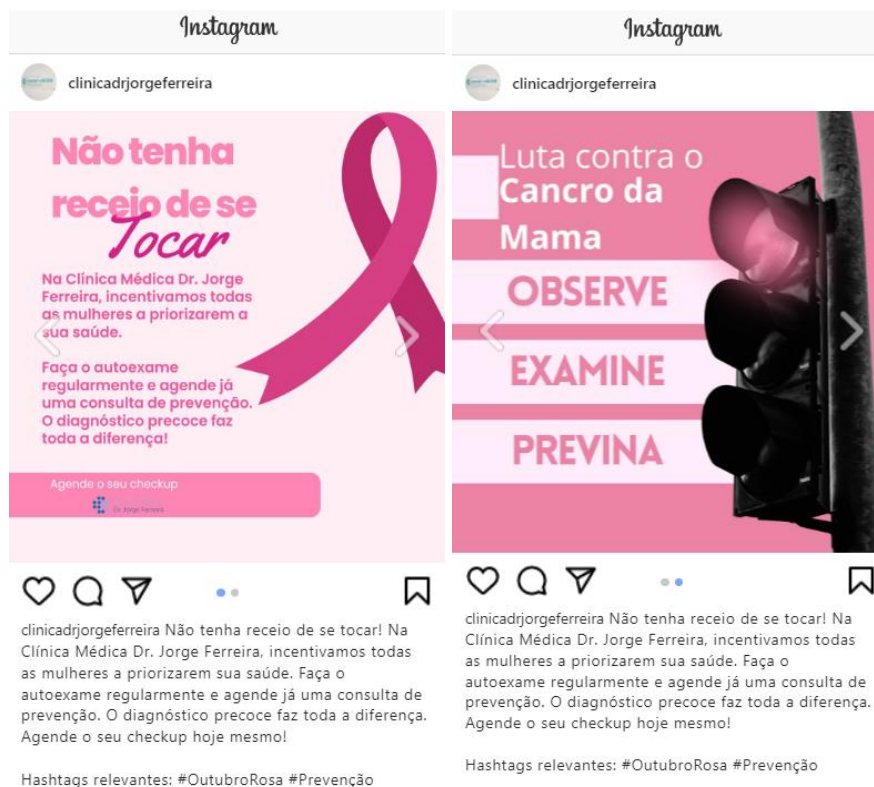 Instagram
clinicadrjorgeferreira
Não tenha
receio de se
Tocar
Na Clínica Médica Dr. Jorge
Ferreira, incentivamos todas
as mulheres a priorizarem a
sua saúde.
Faça o autoexame
regularmente e agende já
uma consulta de prevenção.
O diagnóstico precoce faz
toda a diferença!
Agende o seu checkup
Dr. Jorge Ferreira
clinicadrjorgeferreira Não tenha receio de se tocar! Na
Clínica Médica Dr. Jorge Ferreira, incentivamos todas
as mulheres a priorizarem sua saúde. Faça o
autoexame regularmente e agende já uma consulta de
prevenção. O diagnóstico precoce faz toda a diferença.
Agende o seu checkup hoje mesmo!
Hashtags relevantes: #OutubroRosa #Prevenção
Instagram
clinicadrjorgeferreira
Luta contra o
Cancro da
Mama
OBSERVE
EXAMINE
PREVINA
clinicadrjorgeferreira Não tenha receio de se tocar! Na
Clínica Médica Dr. Jorge Ferreira, incentivamos todas
as mulheres a priorizarem sua saúde. Faça o
autoexame regularmente e agende já uma consulta de
prevenção. O diagnóstico precoce faz toda a diferença.
Agende o seu checkup hoje mesmo!
Hashtags relevantes: #OutubroRosa #Prevenção